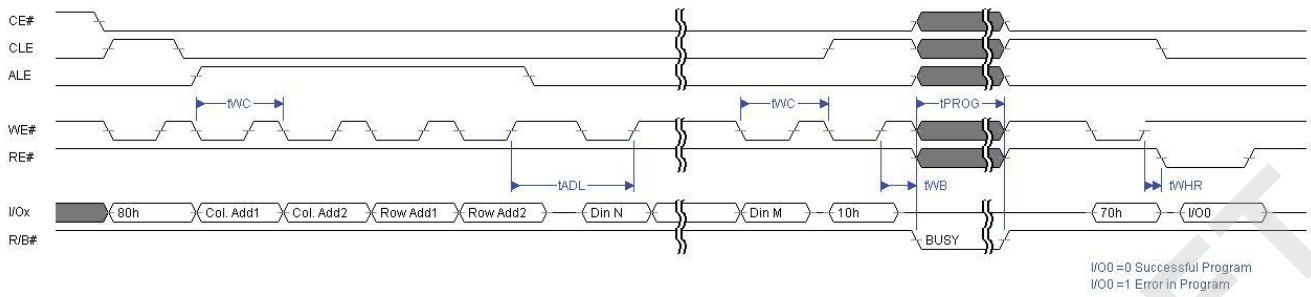 CE#
CLE
ALE
tWC
tWC
tPROG
WE#
RE#
tADL
tWB
tWHR
I/Ox
80h
Col. Add1
Col. Add2
Row Add1
Row Add2
Din N
Din M
10h
70h
I/O0
R/B#
BUSY
I/O0 =0 Successful Program
I/O0 =1 Error in Program